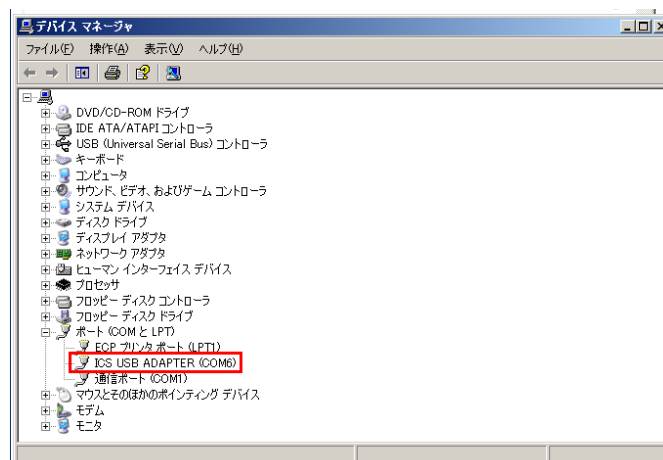 デバイス マネージャ
ファイル(F) 操作(A) 表示(V) ヘルプ(H)
DVD/CD-ROM ドライブ
IDE ATA/ATAPI コントローラ
USB (Universal Serial Bus) コントローラ
キーボード
コンピュータ
サウンド、ビデオ、およびゲーム コントローラ
システム デバイス
ディスク ドライブ
ディスプレイ アダプタ
ネットワーク アダプタ
ヒューマン インターフェイス デバイス
プロセッサ
フロッピー ディスク コントローラ
フロッピー ディスク ドライブ
ポート (COM と LPT)
ECP プリンタ ポート (LPT1)
ICS USB ADAPTER (COM6)
通信ポート (COM1)
マウスとそのほかのポインティング デバイス
モデム
モニタ